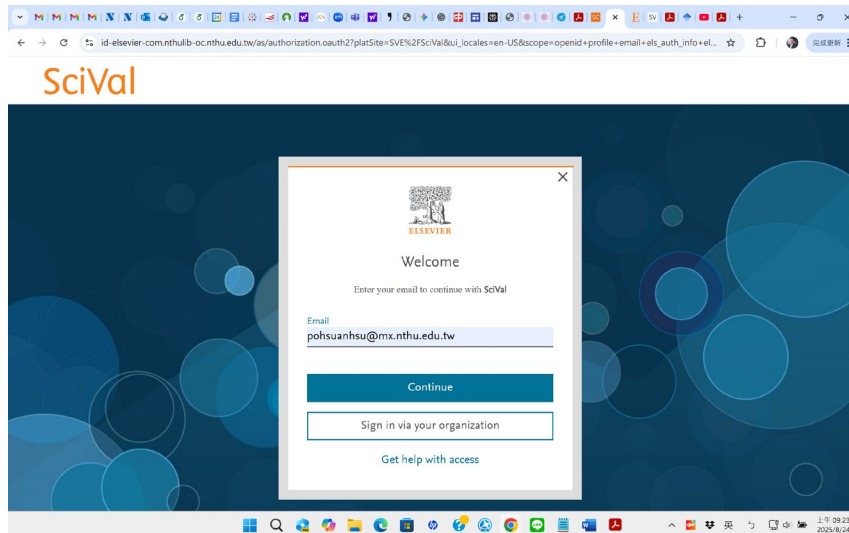 完成更新
id-elsevier-com.nthulib-oc.nthu.edu.tw/as/authorization.oauth2?platSite=SVE%2FSciVal&ui_locales=en-US&scope=openid+profile+email+els_auth_info+el...
SciVal
ELSEVIER
Welcome
Enter your email to continue with SciVal
Email
pohsuanhsu@mx.nthu.edu.tw
Continue
Sign in via your organization
Get help with access
英
上午 09:23
2025/8/24